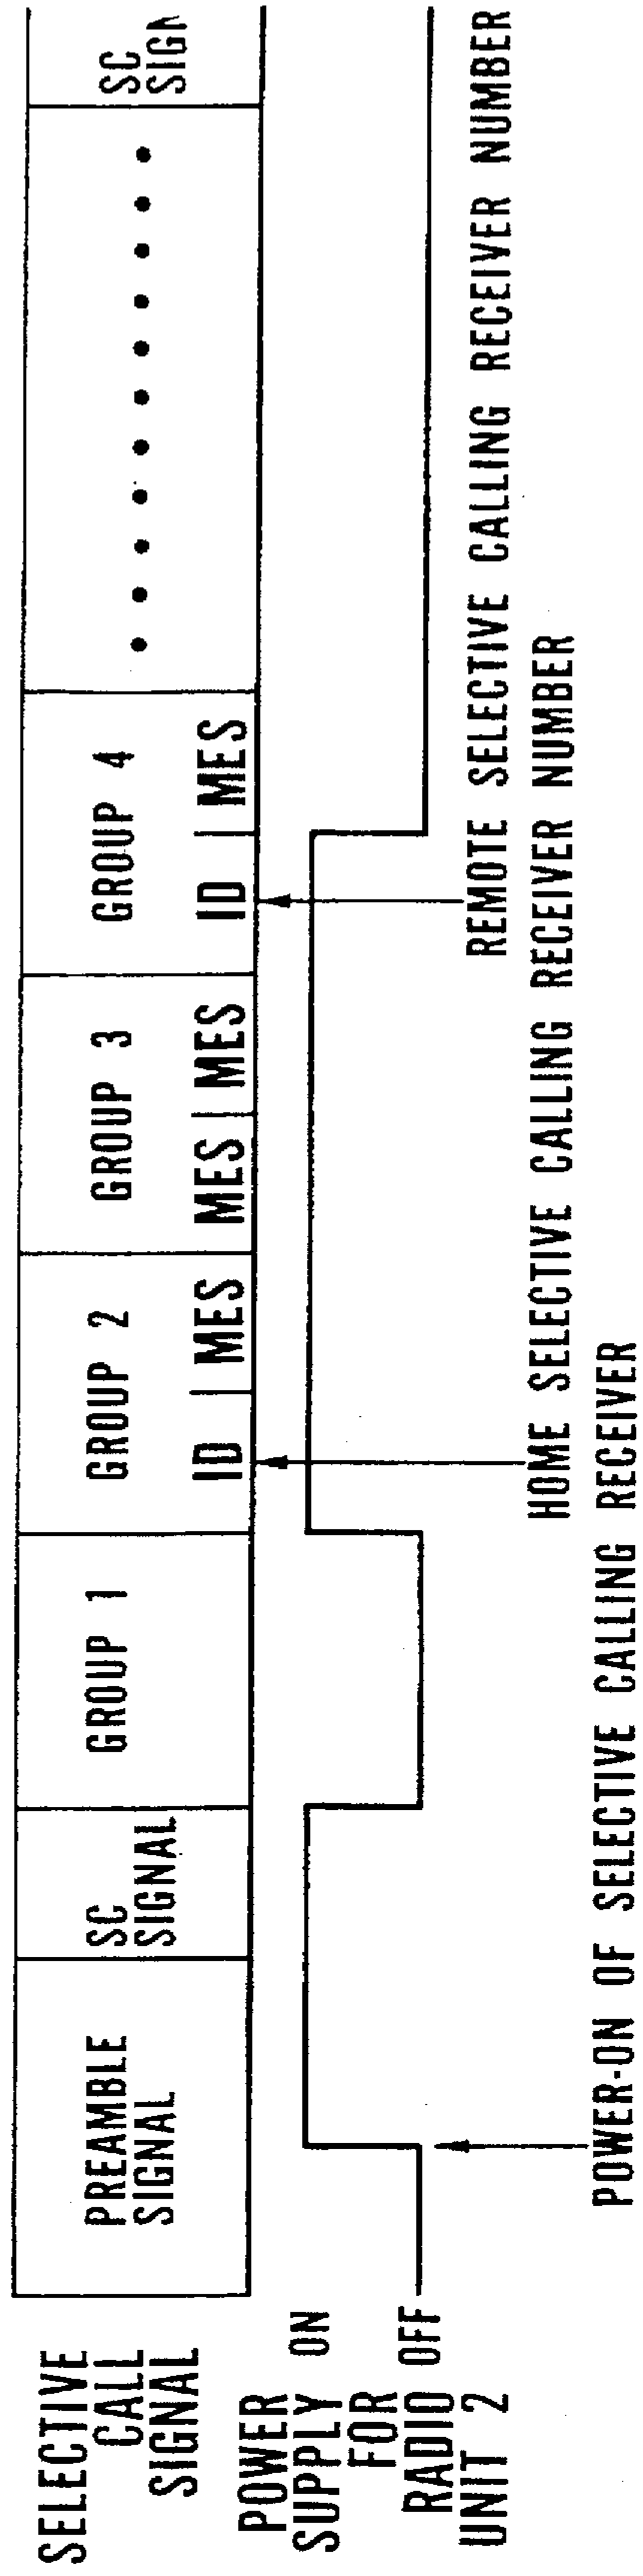 SELECTIVE
CALL
SIGNAL
PREAMBLE
SIGNAL
SC
SIGNAL
GROUP 1
GROUP 2
ID MES
GROUP 3
MES MES
GROUP 4
ID MES
SC
SIGN
POWER
SUPPLY ON
FOR
RADIO OFF
UNIT 2
REMOTE SELECTIVE CALLING RECEIVER NUMBER
HOME SELECTIVE CALLING RECEIVER NUMBER
POWER-ON OF SELECTIVE CALLING RECEIVER